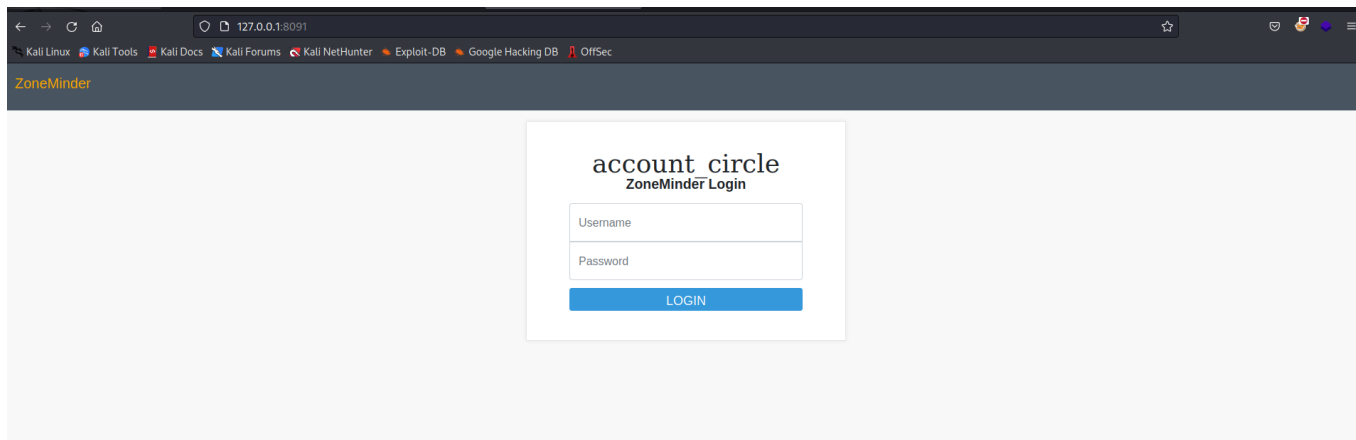 127.0.0.1:8091
Kali Linux Kali Tools Kali Docs Kali Forums Kali NetHunter Exploit-DB Google Hacking DB OffSec
ZoneMinder
account_circle
ZoneMinder Login
Username
Password
LOGIN